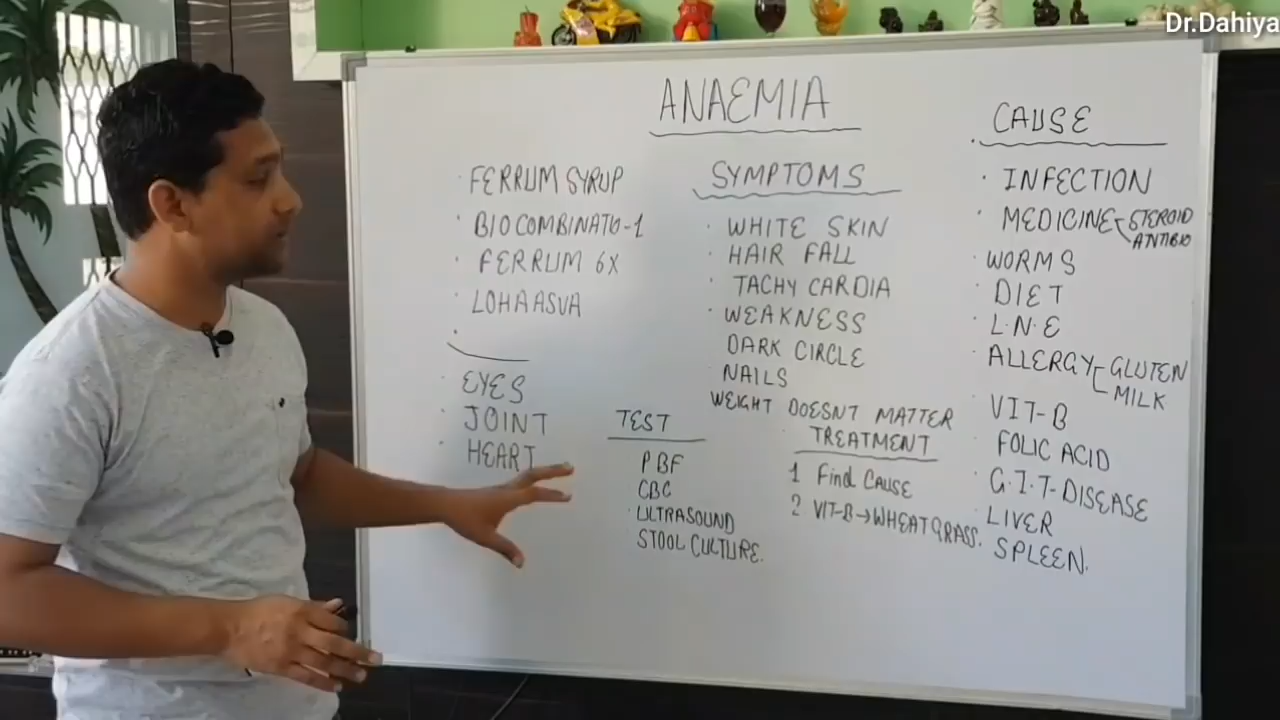 Dr.Dahiya
ANAEMIA
FERRUM SYRUP
BIO COMBINATIO-1
FERRUM 6X
LOHAASVA
EYES
JOINT
HEART
TEST
PBF
CBC
ULTRASOUND
STOOL CULTURE.
SYMPTOMS
WHITE SKIN
HAIR FALL
TACHY CARDIA
WEAKNESS
DARK CIRCLE
NAILS
WEIGHT DOESNT MATTER
TREATMENT
1 Find CAUSE
2 VIT-B→WHEATGRASS.
CAUSE
INFECTION
MEDICINE STEROID
ANTIBIO
WORMS
DIET
L.N.E
ALLERGY GLUTEN
MILK
VIT-B
FOLIC ACID
G.I.T-DISEASE
LIVER
SPLEEN.